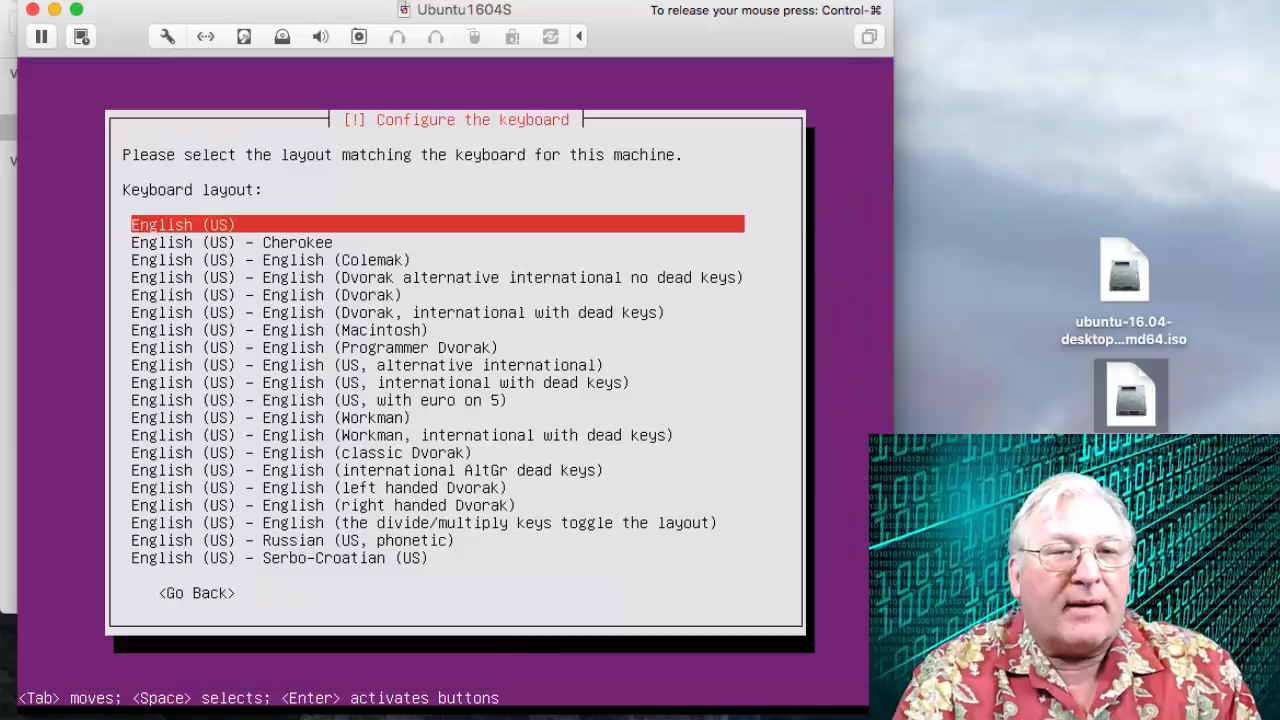 Ubuntu1604S
To release your mouse press: Control-⌘
[!] Configure the keyboard
Please select the layout matching the keyboard for this machine.
Keyboard layout:
English (US)
English (US) - Cherokee
English (US) - English (Colemak)
English (US) - English (Dvorak alternative international no dead keys)
English (US) - English (Dvorak)
English (US) - English (Dvorak, international with dead keys)
English (US) - English (Macintosh)
English (US) - English (Programmer Dvorak)
English (US) - English (US, alternative international)
English (US) - English (US, international with dead keys)
English (US) - English (US, with euro on 5)
English (US) - English (Workman)
English (US) - English (Workman, international with dead keys)
English (US) - English (classic Dvorak)
English (US) - English (international AltGr dead keys)
English (US) - English (left handed Dvorak)
English (US) - English (right handed Dvorak)
English (US) - English (the divide/multiply keys toggle the layout)
English (US) - Russian (US, phonetic)
English (US) - Serbo-Croatian (US)
<Go Back>
<Tab> moves; <Space> selects; <Enter> activates buttons
ubuntu-16.04-
desktop...md64.iso